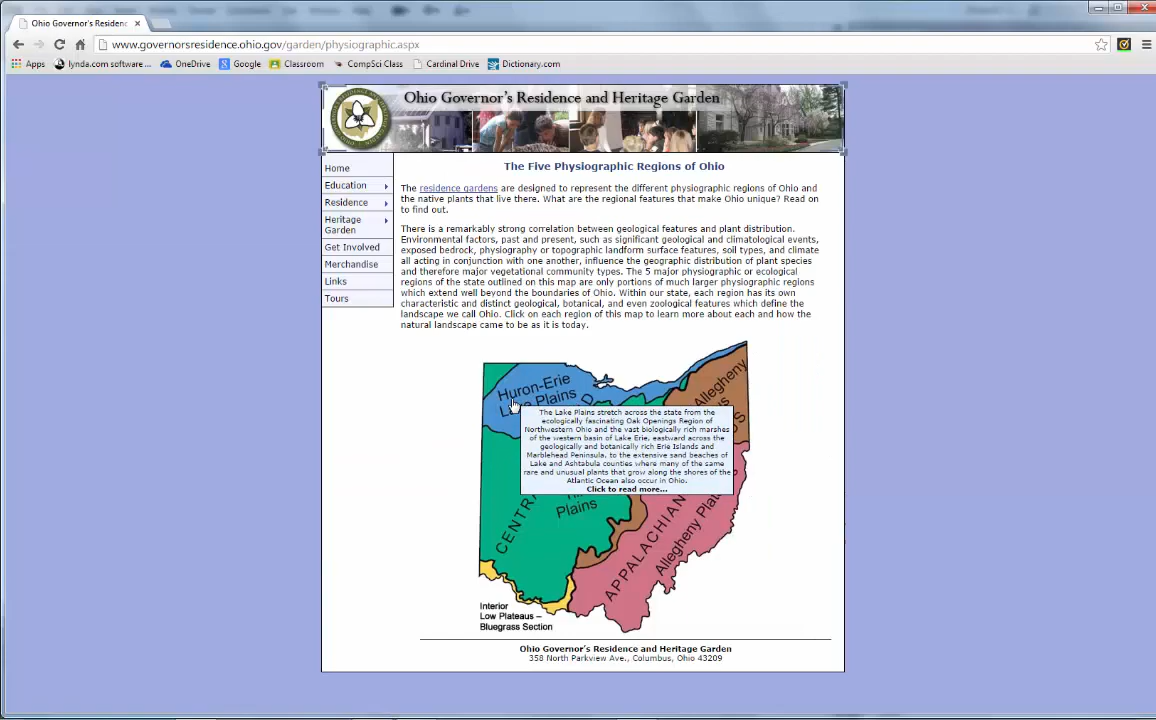 Ohio Governor's Residenc
www.governorsresidence.ohio.gov/garden/physiographic.aspx
Apps lynda.com software ... OneDrive Google Classroom CompSci Class Cardinal Drive Dictionary.com
Ohio Governor's Residence and Heritage Garden
Home
Education
Residence
Heritage
Garden
Get Involved
Merchandise
Links
Tours
The Five Physiographic Regions of Ohio
The residence gardens are designed to represent the different physiographic regions of Ohio and
the native plants that live there. What are the regional features that make Ohio unique? Read on
to find out.
There is a remarkably strong correlation between geological features and plant distribution.
Environmental factors, past and present, such as significant geological and climatological events,
exposed bedrock, physiography or topographic landform surface features, soil types, and climate
all acting in conjunction with one another, influence the geographic distribution of plant species
and therefore major vegetational community types. The 5 major physiographic or ecological
regions of the state outlined on this map are only portions of much larger physiographic regions
which extend well beyond the boundaries of Ohio. Within our state, each region has its own
characteristic and distinct geological, botanical, and even zoological features which define the
landscape we call Ohio. Click on each region of this map to learn more about each and how the
natural landscape came to be as it is today.
Huron-Erie
Lake Plains
Allegheny
The Lake Plains stretch across the state from the
ecologically fascinating Oak Openings Region of
Northwestern Ohio and the vast biologically rich marshes
of the western basin of Lake Erie, eastward across the
geologically and botanically rich Erie Islands and
Marblehead Peninsula, to the extensive sand beaches of
Lake and Ashtabula counties where many of the same
rare and unusual plants that grow along the shores of the
Atlantic Ocean also occur in Ohio.
Click to read more...
CENTRA
Plains
APPALACHIAN
Allegheny Plat
Interior
Low Plateaus –
Bluegrass Section
Ohio Governor's Residence and Heritage Garden
358 North Parkview Ave., Columbus, Ohio 43209